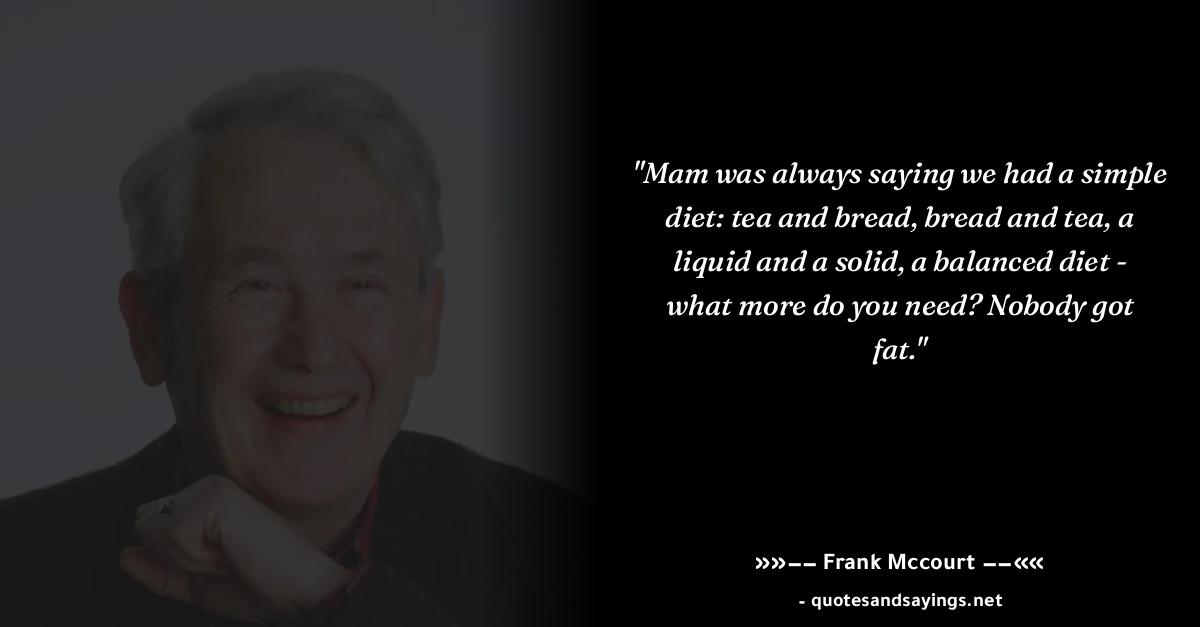 "Mam was always saying we had a simple
diet: tea and bread, bread and tea, a
liquid and a solid, a balanced diet -
what more do you need? Nobody got
fat."
»»−− Frank Mccourt −−««
- quotesandsayings.net